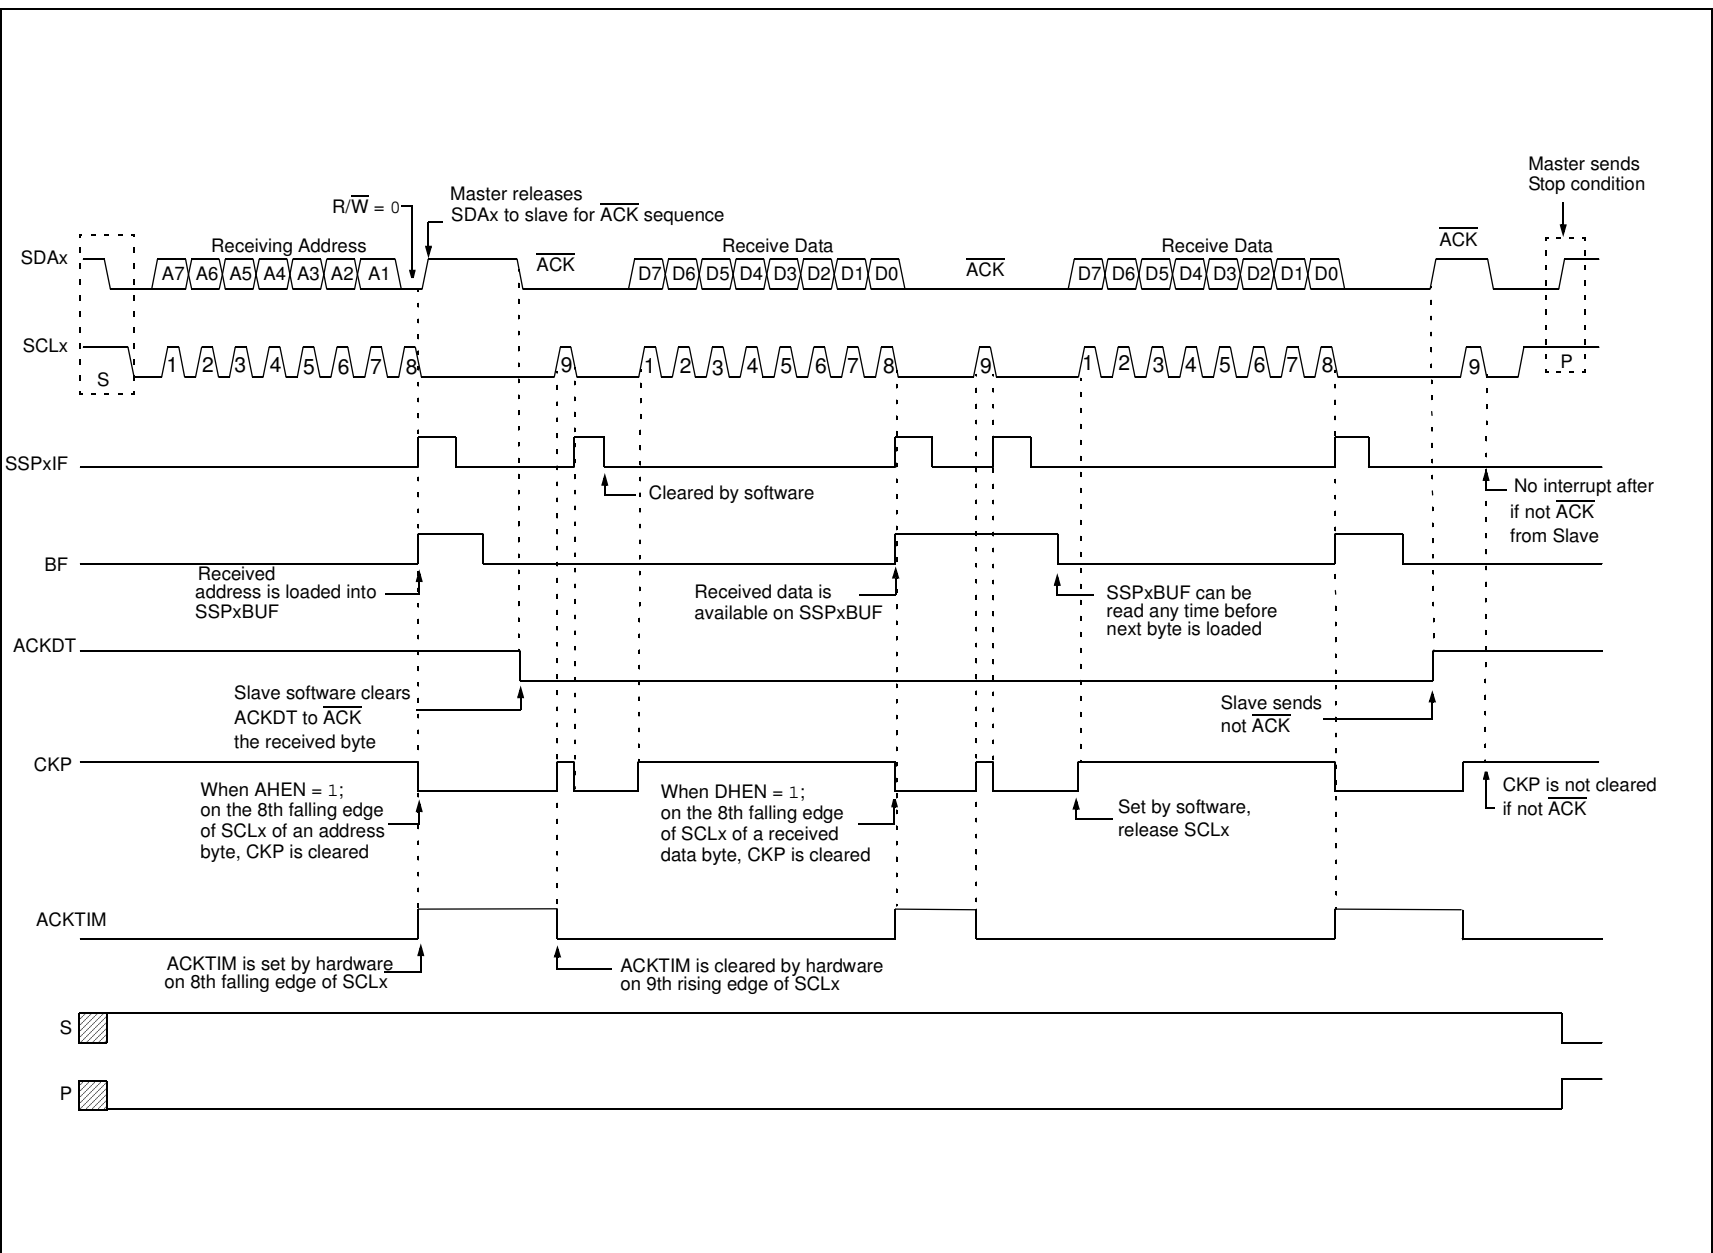 Master sends
Stop condition
Master releases
SDAx to slave for ACK sequence
R/W = 0
SDAx
Receiving Address
A7 A6 A5 A4 A3 A2 A1
ACK
Receive Data
D7 D6 D5 D4 D3 D2 D1 D0
ACK
Receive Data
D7 D6 D5 D4 D3 D2 D1 D0
ACK
SCLx
S
1 2 3 4 5 6 7 8 9 1 2 3 4 5 6 7 8 9 1 2 3 4 5 6 7 8 9
P
SSPxIF
Cleared by software
No interrupt after
if not ACK
from Slave
BF
Received
address is loaded into
SSPxBUF
Received data is
available on SSPxBUF
SSPxBUF can be
read any time before
next byte is loaded
ACKDT
Slave software clears
ACKDT to ACK
the received byte
Slave sends
not ACK
CKP
When AHEN = 1;
on the 8th falling edge
of SCLx of an address
byte, CKP is cleared
When DHEN = 1;
on the 8th falling edge
of SCLx of a received
data byte, CKP is cleared
Set by software,
release SCLx
CKP is not cleared
if not ACK
ACKTIM
ACKTIM is set by hardware
on 8th falling edge of SCLx
ACKTIM is cleared by hardware
on 9th rising edge of SCLx
S
P